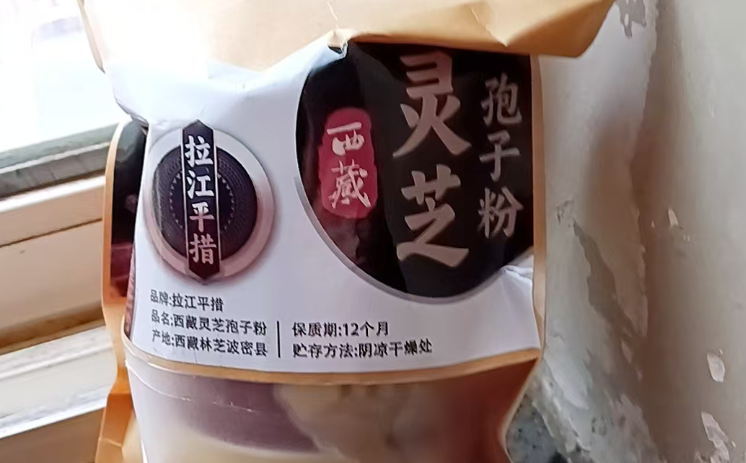 西藏
灵芝
孢子粉
拉江平措
品牌:拉江平措
品名:西藏灵芝孢子粉
产地:西藏林芝波密县
保质期:12个月
贮存方法:阴凉干燥处